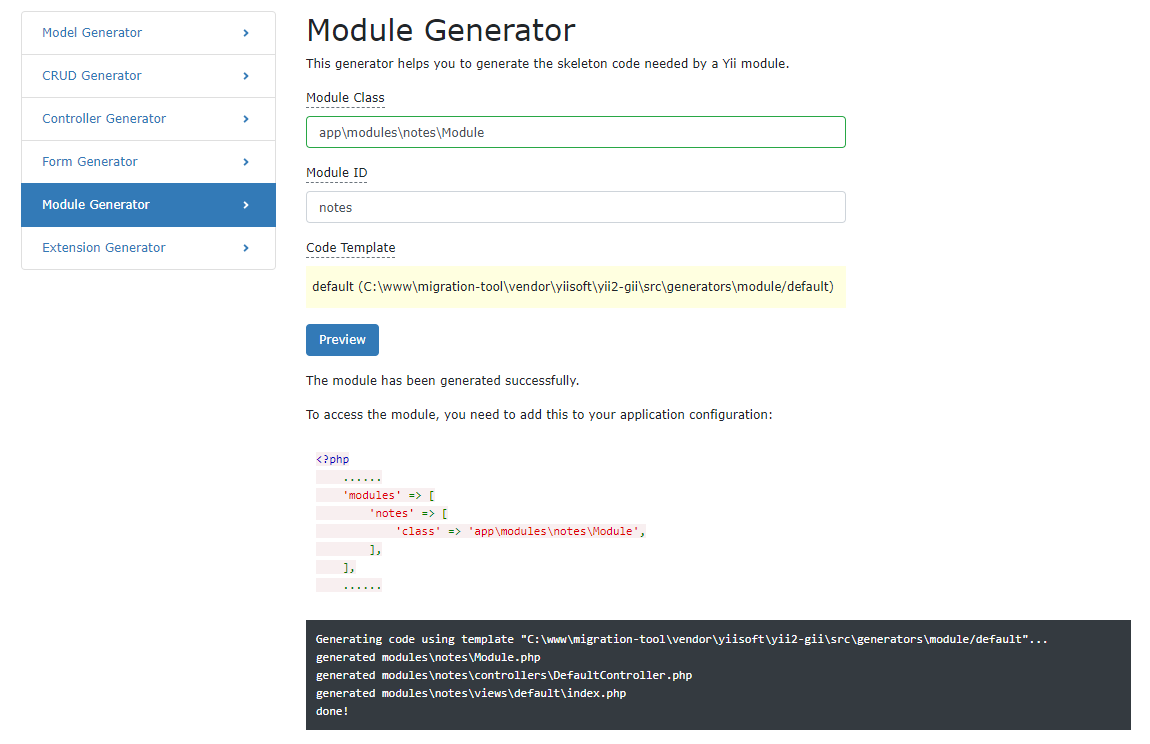 Model Generator
CRUD Generator
Controller Generator
Form Generator
Module Generator
Extension Generator
Module Generator
This generator helps you to generate the skeleton code needed by a Yii module.
Module Class
app\modules\notes\Module
Module ID
notes
Code Template
default (C:\www\migration-tool\vendor\yiisoft\yii2-gii\src\generators\module/default)
Preview
The module has been generated successfully.
To access the module, you need to add this to your application configuration:
<?php
    ......
    'modules' => [
        'notes' => [
            'class' => 'app\modules\notes\Module',
        ],
    ],
    ......
Generating code using template "C:\www\migration-tool\vendor\yiisoft\yii2-gii\src\generators\module/default"...
generated modules\notes\Module.php
generated modules\notes\controllers\DefaultController.php
generated modules\notes\views\default\index.php
done!